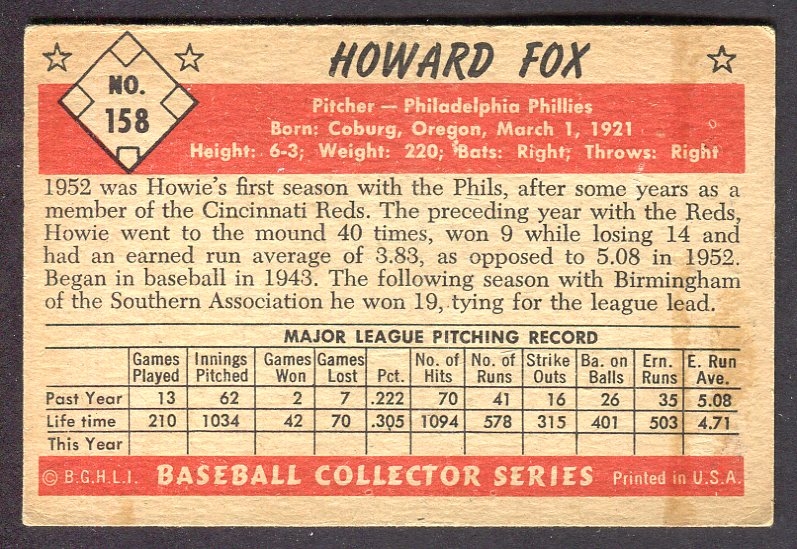 HOWARD FOX
NO.
158
Pitcher — Philadelphia Phillies
Born: Coburg, Oregon, March 1, 1921
Height: 6-3; Weight: 220; Bats: Right; Throws: Right
1952 was Howie's first season with the Phils, after some years as a
member of the Cincinnati Reds. The preceding year with the Reds,
Howie went to the mound 40 times, won 9 while losing 14 and
had an earned run average of 3.83, as opposed to 5.08 in 1952.
Began in baseball in 1943. The following season with Birmingham
of the Southern Association he won 19, tying for the league lead.
MAJOR LEAGUE PITCHING RECORD
Games Innings Games Games No. of No. of Strike Ba. on Ern. E. Run
Played Pitched Won Lost Pct. Hits Runs Outs Balls Runs Ave.
Past Year 13 62 2 7 .222 70 41 16 26 35 5.08
Life time 210 1034 42 70 .305 1094 578 315 401 503 4.71
This Year
© B.G.H.L.I. BASEBALL COLLECTOR SERIES Printed in U.S.A.